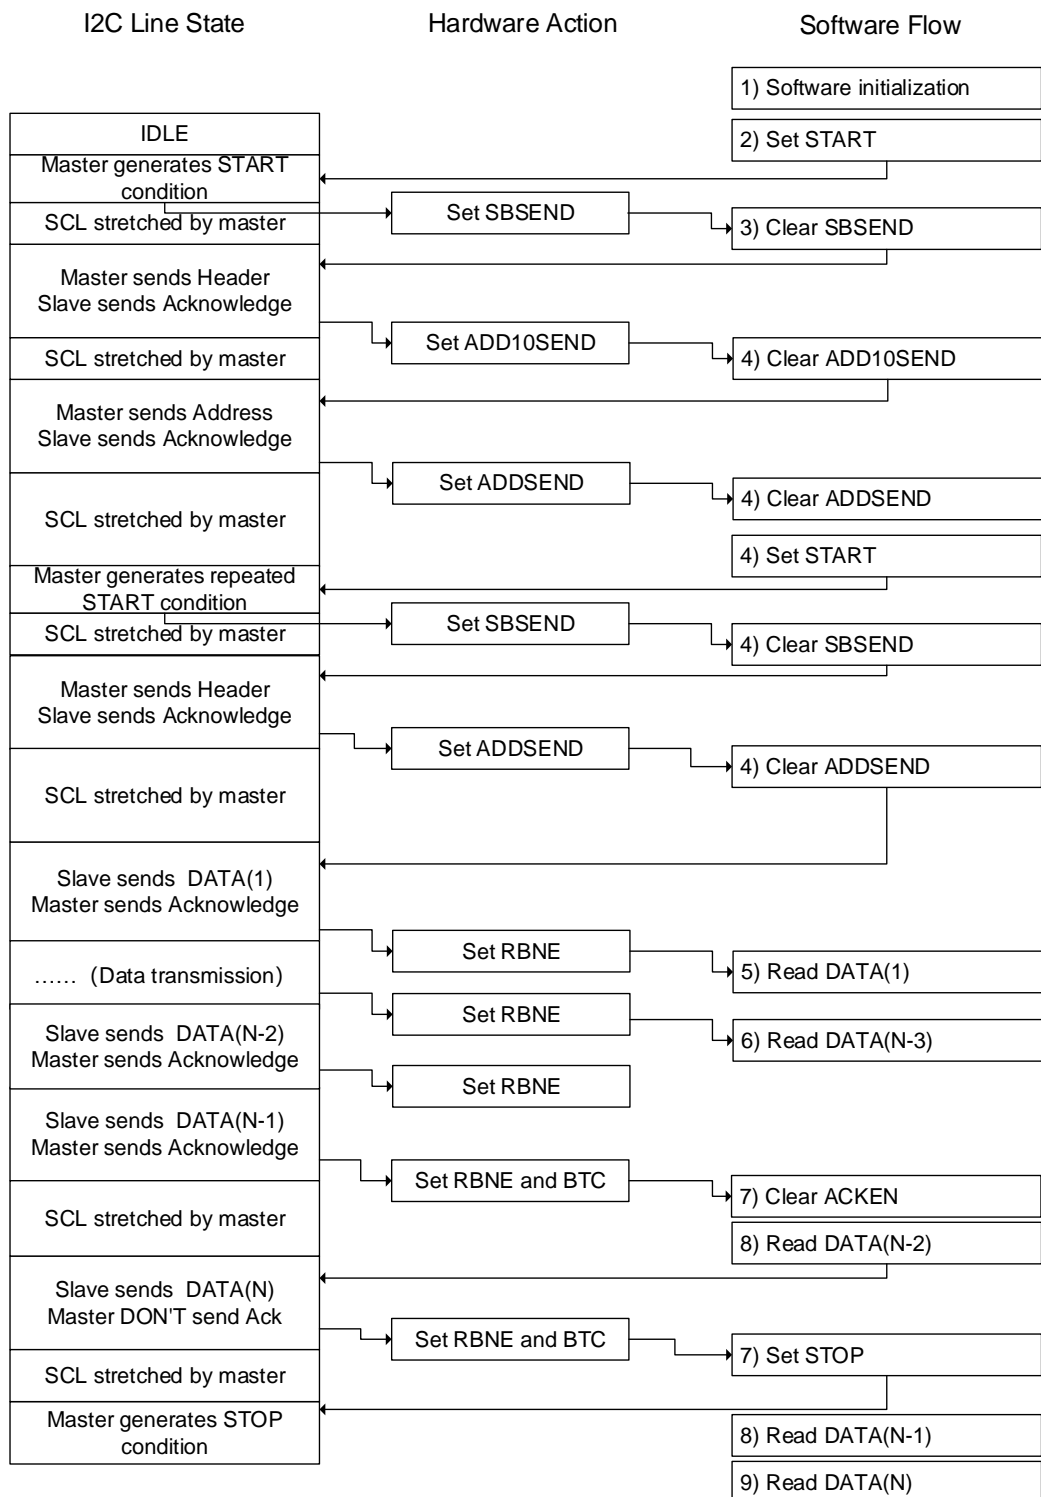 I2C Line State
Hardware Action
Software Flow
1) Software initialization
IDLE
2) Set START
Master generates START
condition
SCL stretched by master
Set SBSEND
3) Clear SBSEND
Master sends Header
Slave sends Acknowledge
Set ADD10SEND
SCL stretched by master
4) Clear ADD10SEND
Master sends Address
Slave sends Acknowledge
Set ADDSEND
4) Clear ADDSEND
SCL stretched by master
4) Set START
Master generates repeated
START condition
SCL stretched by master
Set SBSEND
4) Clear SBSEND
Master sends Header
Slave sends Acknowledge
Set ADDSEND
4) Clear ADDSEND
SCL stretched by master
Slave sends DATA(1)
Master sends Acknowledge
Set RBNE
5) Read DATA(1)
...... (Data transmission)
Set RBNE
6) Read DATA(N-3)
Slave sends DATA(N-2)
Master sends Acknowledge
Set RBNE
Slave sends DATA(N-1)
Master sends Acknowledge
Set RBNE and BTC
7) Clear ACKEN
SCL stretched by master
8) Read DATA(N-2)
Slave sends DATA(N)
Master DON'T send Ack
Set RBNE and BTC
7) Set STOP
SCL stretched by master
Master generates STOP
condition
8) Read DATA(N-1)
9) Read DATA(N)